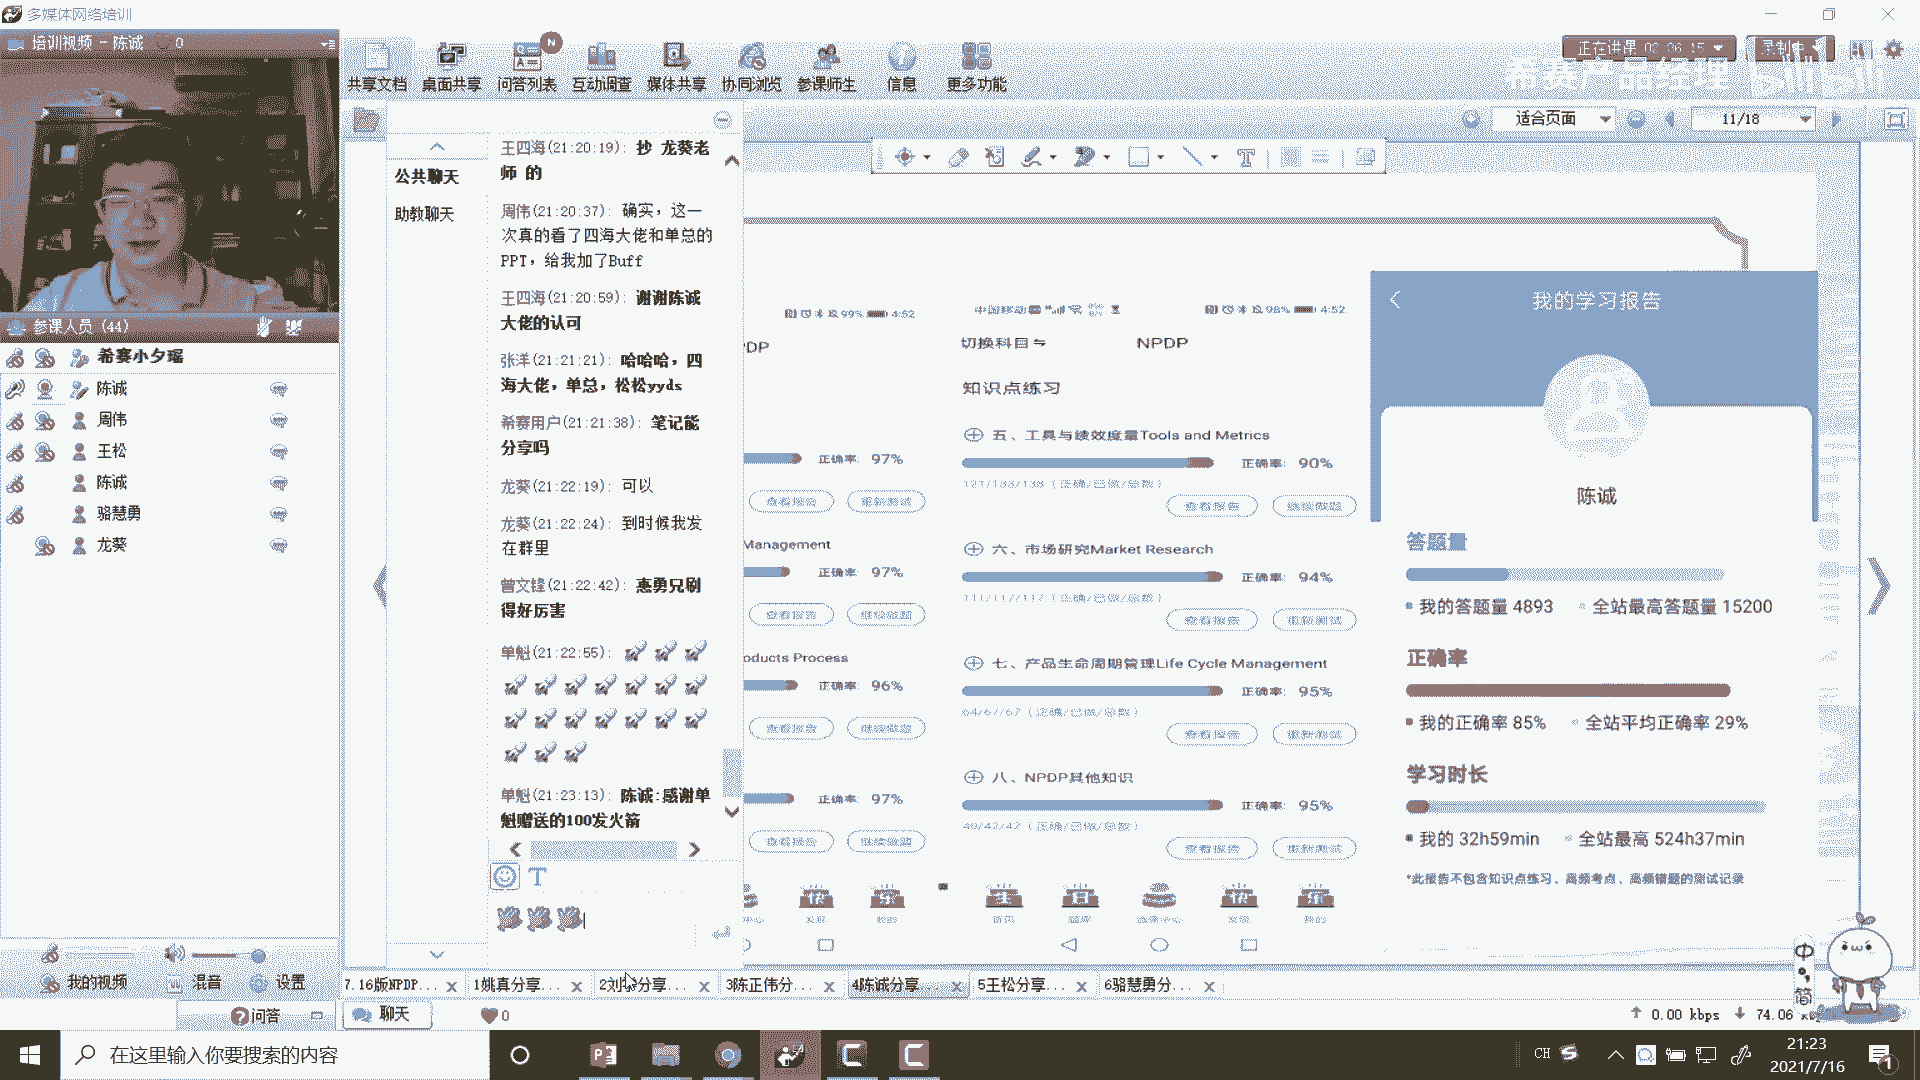 多媒体网络培训
培训视频 - 陈诚 0
共享文档 桌面共享 问答列表 互动调查 媒体共享 协同浏览 参课师生 信息 更多功能
N
正在讲课 02:06:15
录制中
希赛产品经理 bilibili
适合页面
11/18
参课人员 (44)
希赛小夕瑶
陈诚
周伟
王松
陈诚
骆慧勇
龙葵
我的视频 混音 设置
问答
公共聊天
助教聊天
王四海(21:20:19): 抄 龙葵老
师 的
周伟(21:20:37): 确实，这一
次真的看了四海大佬和单总的
PPT，给我加了Buff
王四海(21:20:59): 谢谢陈诚
大佬的认可
张洋(21:21:21): 哈哈哈，四
海大佬，单总，松松yyds
希赛用户(21:21:38): 笔记能
分享吗
龙葵(21:22:19): 可以
龙葵(21:22:24): 到时候我发
在群里
曾文锋(21:22:42): 惠勇兄刷
得好厉害
单魁(21:22:55):
单魁(21:23:13): 陈诚:感谢单
魁赠送的100发火箭
T
99% 4:52
DP
正确率: 97%
查看报告 重新测试
Management
正确率: 97%
查看报告 继续做题
oducts Process
正确率: 96%
查看报告 继续做题
正确率: 97%
查看报告 继续做题
中国移动 98% 4:52
切换科目 NPDP
知识点练习
五、工具与绩效度量Tools and Metrics
正确率: 90%
121/133/138 (正确/已做/总数)
查看报告 继续做题
六、市场研究Market Research
正确率: 94%
111/117/117 (正确/已做/总数)
查看报告 重新测试
七、产品生命周期管理Life Cycle Management
正确率: 95%
64/67/67 (正确/已做/总数)
查看报告 重新测试
八、NPDP其他知识
正确率: 95%
40/42/42 (正确/已做/总数)
查看报告 重新测试
首页 题库 发现 我的
我的学习报告
陈诚
答题量
我的答题量 4893 全站最高答题量 15200
正确率
我的正确率 85% 全站平均正确率 29%
学习时长
我的 32h59min 全站最高 524h37min
*此报告不包含知识点练习、高频考点、高频错题的测试记录
中
简
7.16版NPDP... 1姚真分享... 2刘 分享... 3陈正伟分... 4陈诚分享... 5王松分享... 6骆慧勇分...
聊天 0
0.00 kbps 74.06
在这里输入你要搜索的内容
CH
21:23
2021/7/16
1